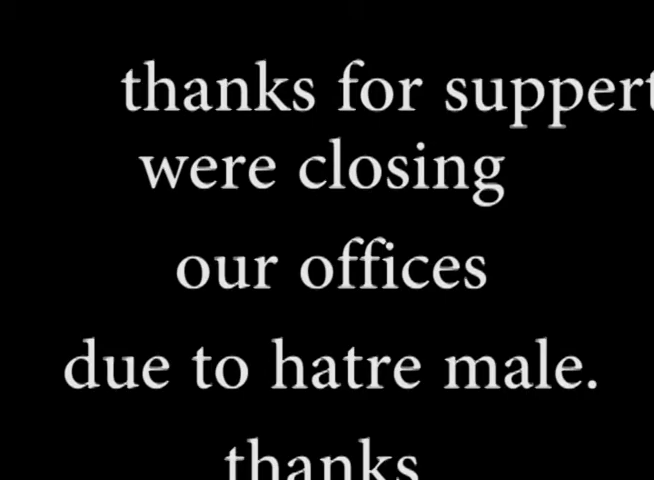 thanks for suppert
were closing
our offices
due to hatre male.
thanks